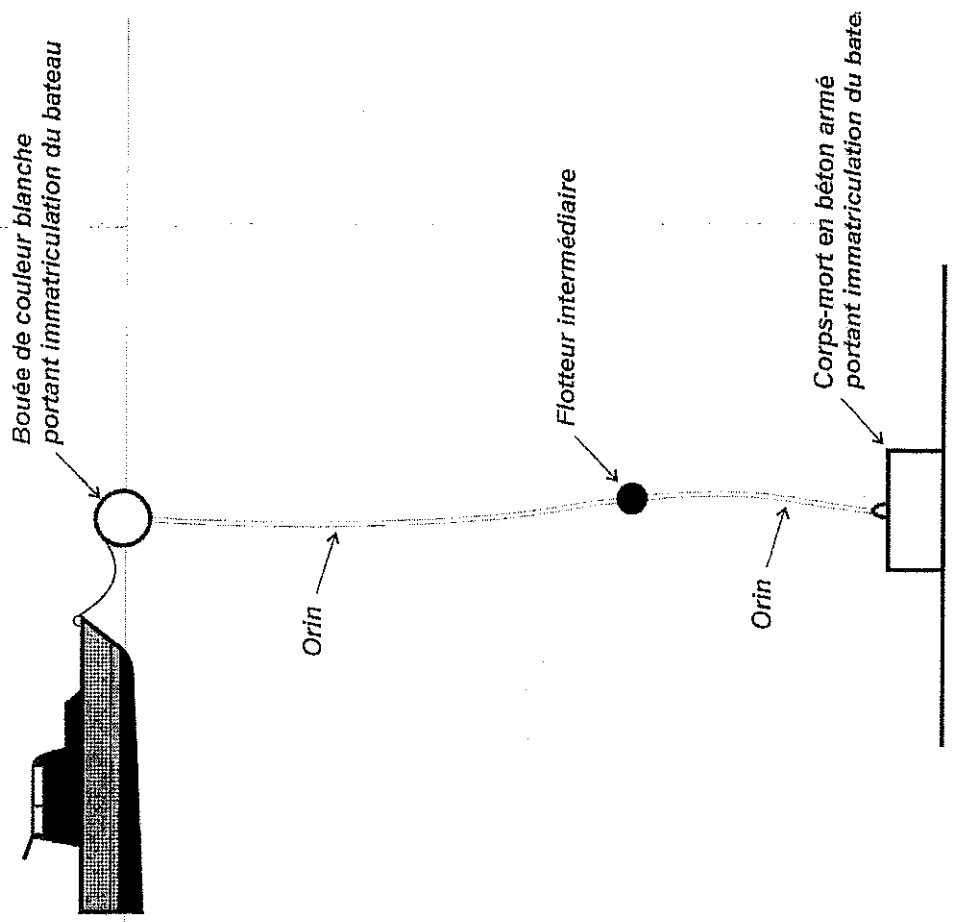 Bouée de couleur blanche
portant immatriculation du bateau
Orin
Flotteur intermédiaire
Orin
Corps-mort en béton armé
portant immatriculation du bate